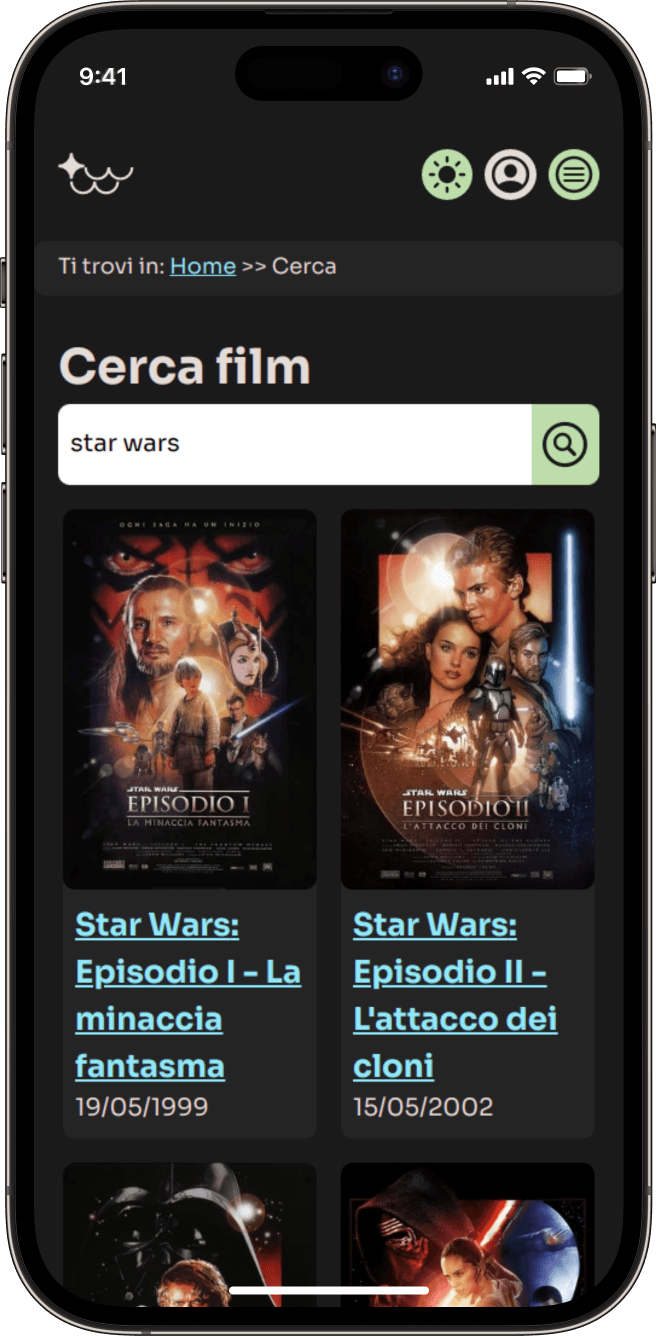 9:41
Ti trovi in: Home >> Cerca
Cerca film
star wars
OGNI SAGA HA UN INIZIO
STAR WARS
EPISODIO I
LA MINACCIA FANTASMA
STAR WARS
EPISODIO II
L'ATTACCO DEI CLONI
Star Wars:
Episodio I - La
minaccia
fantasma
19/05/1999
Star Wars:
Episodio II -
L'attacco dei
cloni
15/05/2002